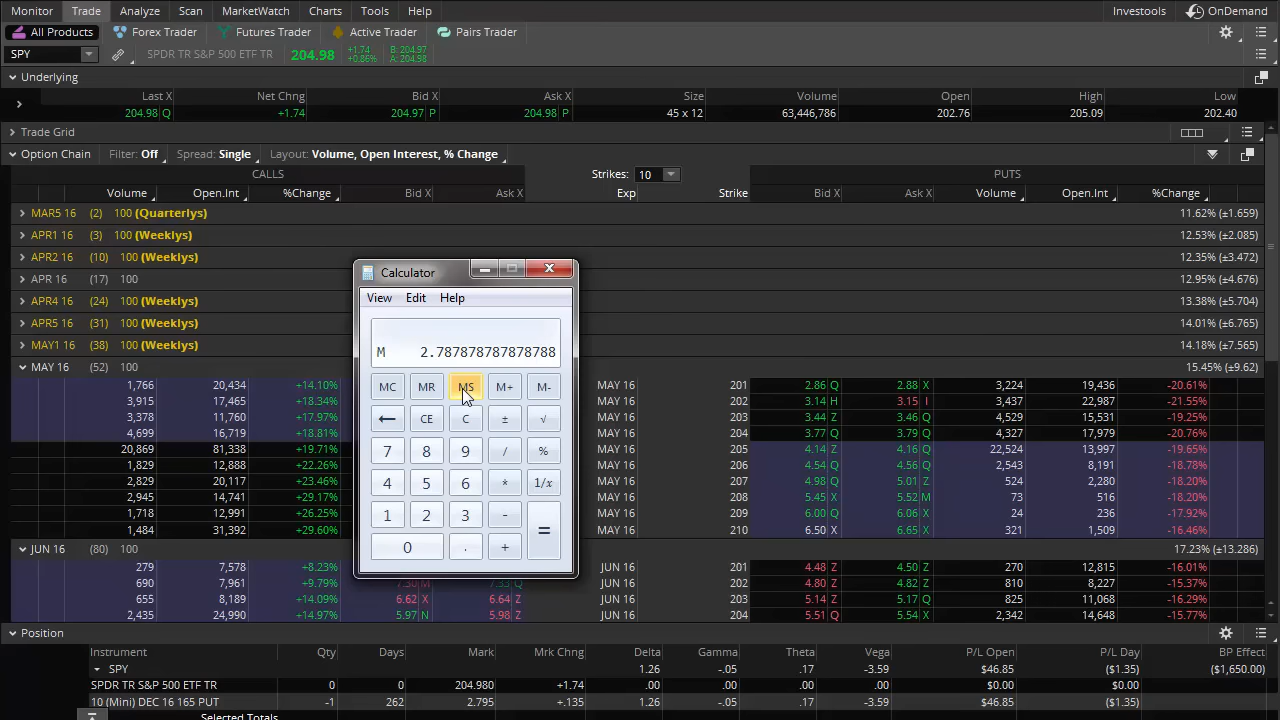 Monitor Trade Analyze Scan MarketWatch Charts Tools Help Investools OnDemand
All Products Forex Trader Futures Trader Active Trader Pairs Trader
SPY SPDR TR S&P 500 ETF TR 204.98 +1.74 +0.86% B: 204.97 A: 204.98
Underlying
Last X Net Chng Bid X Ask X Size Volume Open High Low
204.98 Q +1.74 204.97 P 204.98 P 45 x 12 63,446,786 202.76 205.09 202.40
Trade Grid
Option Chain Filter: Off Spread: Single Layout: Volume, Open Interest, % Change
CALLS Strikes: 10 PUTS
Volume Open.Int %Change Bid X Ask X Exp Strike Bid X Ask X Volume Open.Int %Change
MAR5 16 (2) 100 (Quarterlys) 11.62% (±1.659)
APR1 16 (3) 100 (Weeklys) 12.53% (±2.085)
APR2 16 (10) 100 (Weeklys) 12.35% (±3.472)
APR 16 (17) 100 12.95% (±4.676)
APR4 16 (24) 100 (Weeklys) 13.38% (±5.704)
APR5 16 (31) 100 (Weeklys) 14.01% (±6.765)
MAY1 16 (38) 100 (Weeklys) 14.18% (±7.565)
MAY 16 (52) 100 15.45% (±9.62)
1,766 20,434 +14.10% MAY 16 201 2.86 Q 2.88 X 3,224 19,436 -20.61%
3,915 17,465 +18.34% MAY 16 202 3.14 H 3.15 I 3,437 22,987 -21.55%
3,378 11,760 +17.97% MAY 16 203 3.44 Z 3.46 Q 4,529 15,531 -19.25%
4,699 16,719 +18.81% MAY 16 204 3.77 Q 3.79 Q 4,327 17,979 -20.76%
20,869 81,338 +19.71% MAY 16 205 4.14 Z 4.16 Q 22,524 13,997 -19.65%
1,829 12,888 +22.26% MAY 16 206 4.54 Q 4.56 Q 2,543 8,191 -18.78%
2,829 20,117 +23.46% MAY 16 207 4.98 Q 5.01 Z 524 2,280 -18.20%
2,945 14,741 +29.17% MAY 16 208 5.45 X 5.52 M 73 516 -18.20%
1,718 12,991 +26.25% MAY 16 209 6.00 Q 6.06 X 24 236 -17.92%
1,484 31,392 +29.60% MAY 16 210 6.50 X 6.65 X 321 1,509 -16.46%
JUN 16 (80) 100 17.23% (±13.286)
279 7,578 +8.23% JUN 16 201 4.48 Z 4.50 Z 270 12,815 -16.01%
690 7,961 +9.79% 7.30 M 7.33 Q JUN 16 202 4.80 Z 4.82 Z 810 8,227 -15.37%
655 8,189 +14.09% 6.62 X 6.64 Z JUN 16 203 5.14 Z 5.17 Q 825 11,068 -16.29%
2,435 24,990 +14.97% 5.97 N 5.98 Z JUN 16 204 5.51 Q 5.54 X 2,342 14,648 -15.77%
Calculator
View Edit Help
M 2.787878787878788
MC MR MS M+ M-
← CE C ± √
7 8 9 / %
4 5 6 * 1/x
1 2 3 - =
0 . +
Position
Instrument Qty Days Mark Mrk Chng Delta Gamma Theta Vega P/L Open P/L Day BP Effect
SPY 1.26 -.05 .17 -3.59 $46.85 ($1.35) ($1,650.00)
SPDR TR S&P 500 ETF TR 0 0 204.980 +1.74 .00 .00 .00 .00 $0.00 $0.00
10 (Mini) DEC 16 165 PUT -1 262 2.795 +.135 1.26 -.05 .17 -3.59 $46.85 ($1.35)
Selected Totals